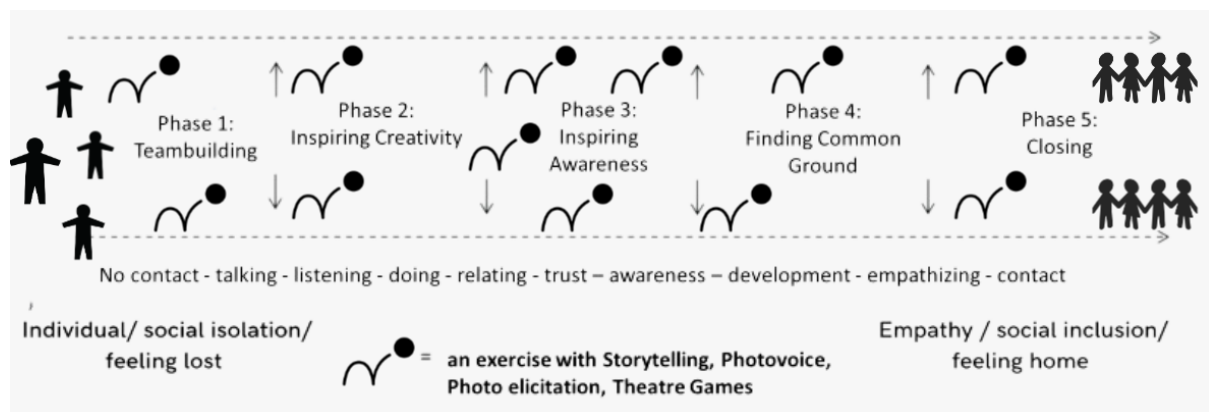 Phase 1:
Teambuilding
Phase 2:
Inspiring Creativity
Phase 3:
Inspiring
Awareness
Phase 4:
Finding Common
Ground
Phase 5:
Closing
No contact - talking - listening - doing - relating - trust – awareness – development - empathizing - contact
,
Individual/ social isolation/
feeling lost
= an exercise with Storytelling, Photovoice,
Photo elicitation, Theatre Games
Empathy / social inclusion/
feeling home